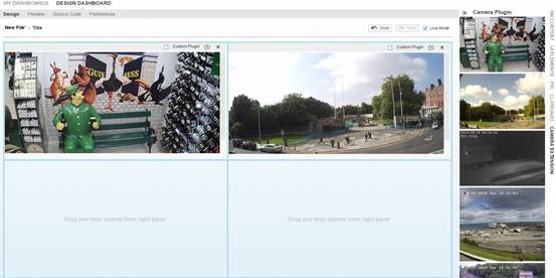 MY DASHBOARDS DESIGN DASHBOARD
Design Preview Source Code Preferences
New File* › Title
Undo Live Mode
Custom Plugin
Custom Plugin
GUINNESS
Drag and drop objects from right panel
Drag and drop objects from right panel
Camera Plugin
MY CONTENT
UI ELEMENTS
CLIPBOARD
CAMERA EXTENSION